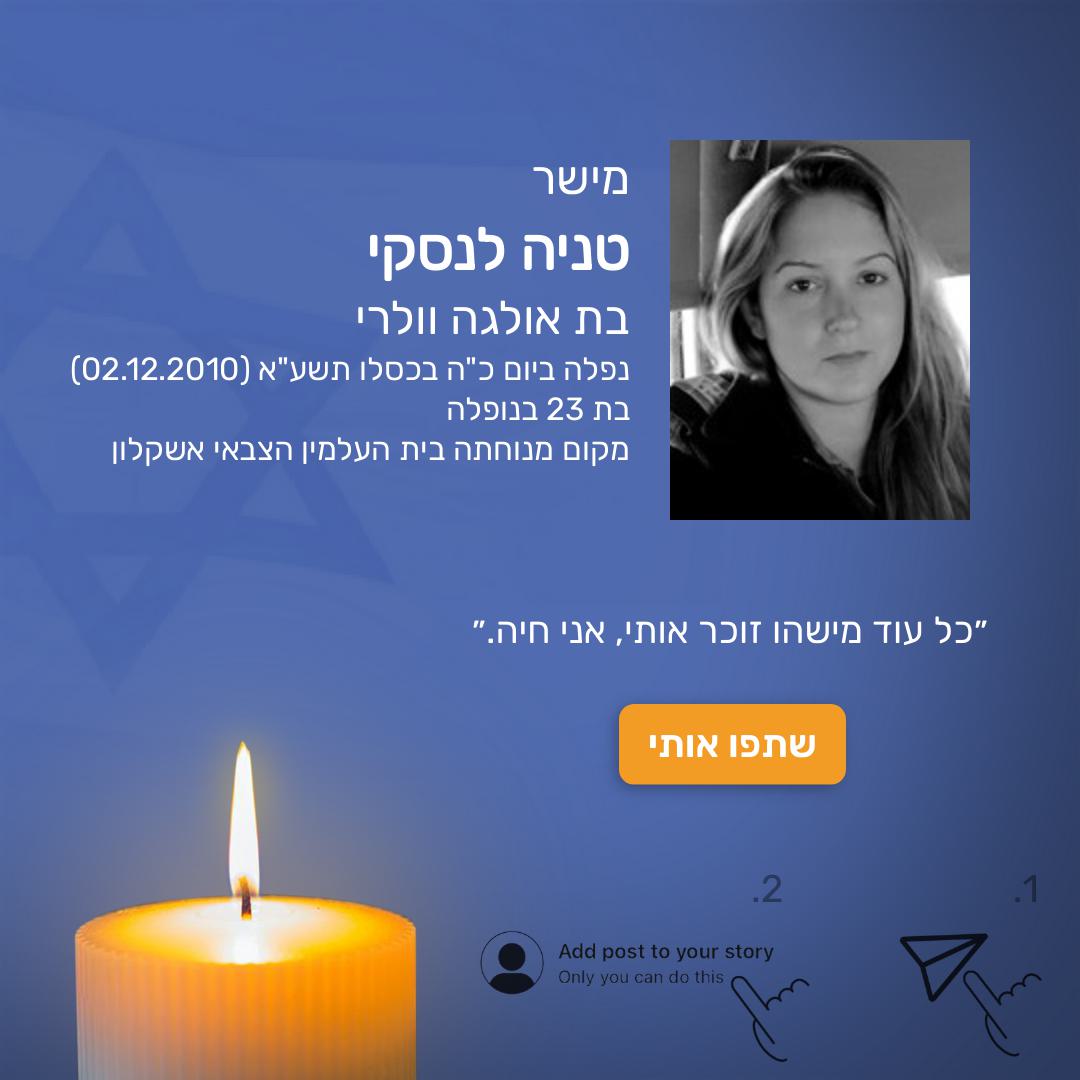 מישר
טניה לנסקי
בת אולגה וולרי
נפלה ביום כ"ה בכסלו תשע"א (02.12.2010)
בת 23 בנופלה
מקום מנוחתה בית העלמין הצבאי אשקלון
״כל עוד מישהו זוכר אותי, אני חיה.״
שתפו אותי
1.
2.
Add post to your story
Only you can do this